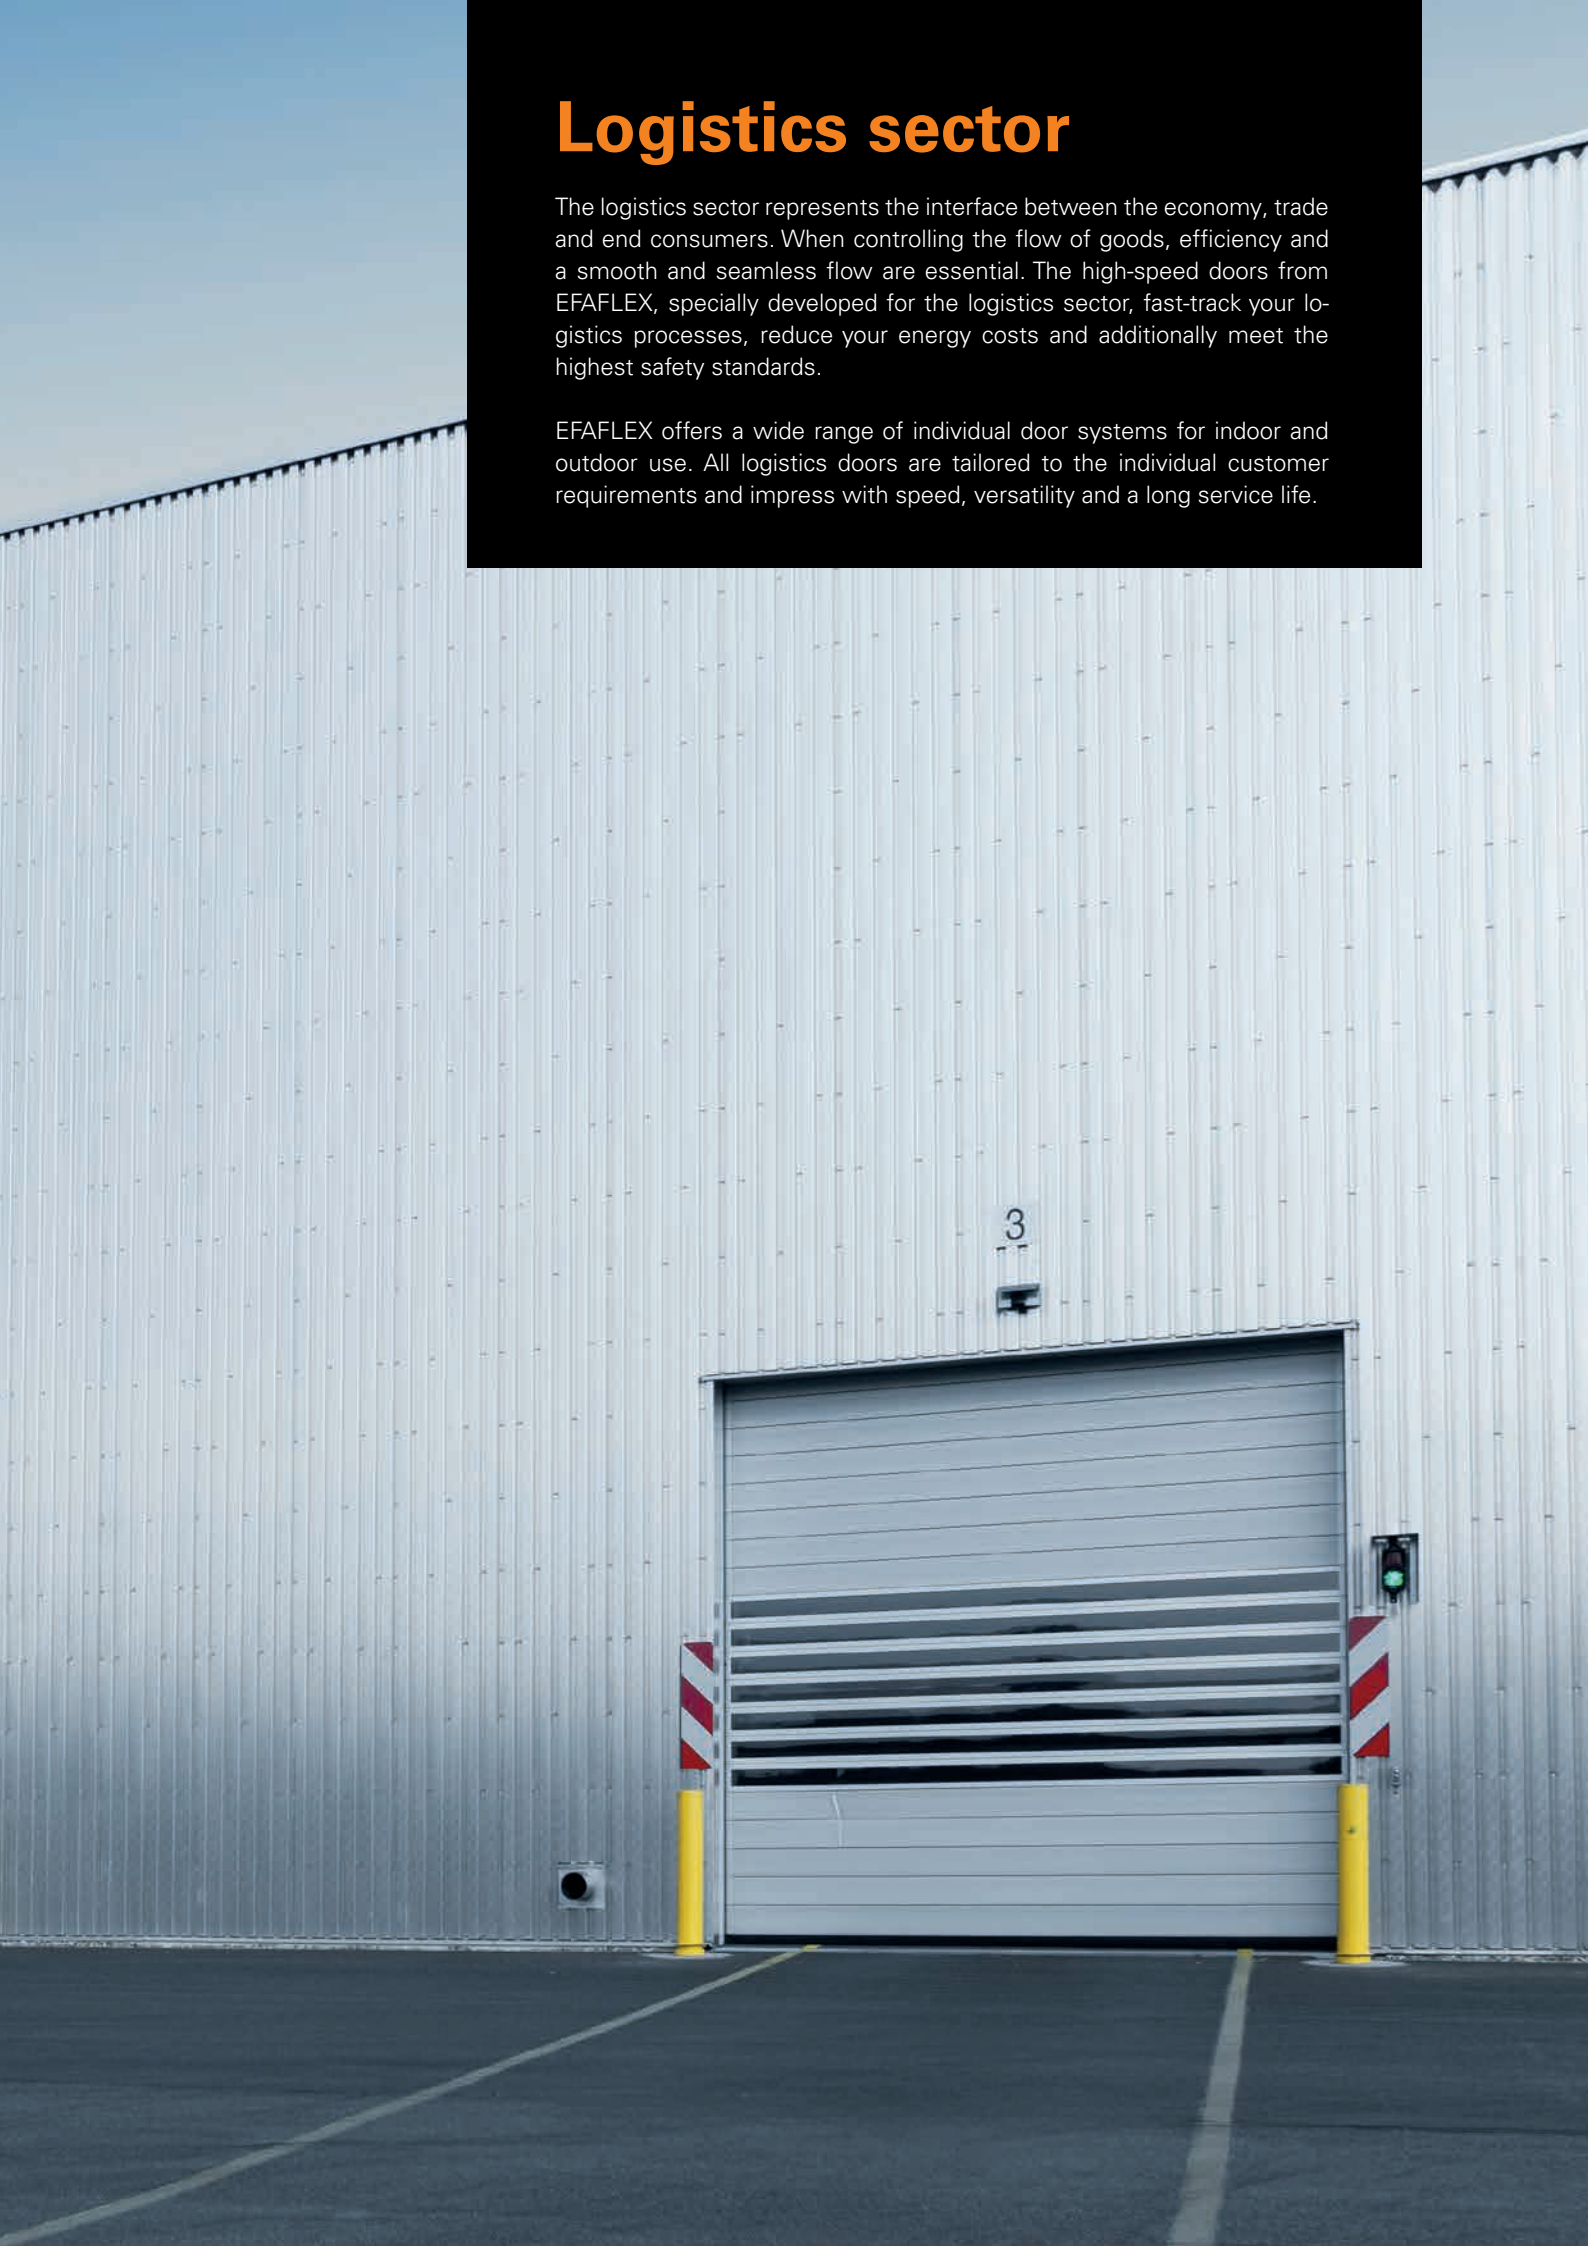 Logistics sector
The logistics sector represents the interface between the economy, trade
and end consumers. When controlling the flow of goods, efficiency and
a smooth and seamless flow are essential. The high-speed doors from
EFAFLEX, specially developed for the logistics sector, fast-track your lo-
gistics processes, reduce your energy costs and additionally meet the
highest safety standards.
EFAFLEX offers a wide range of individual door systems for indoor and
outdoor use. All logistics doors are tailored to the individual customer
requirements and impress with speed, versatility and a long service life.
3